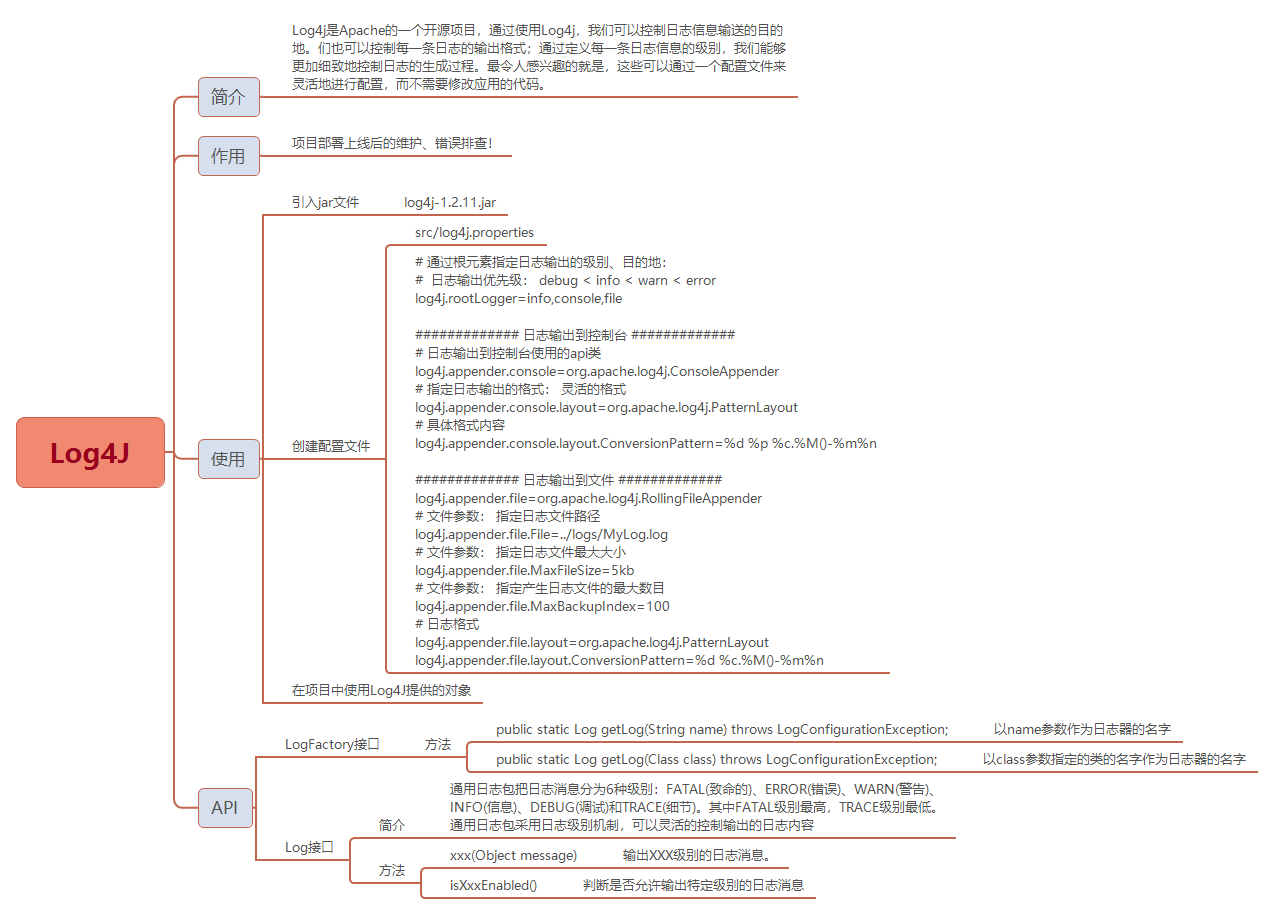 Log4J
简介
Log4j是Apache的一个开源项目，通过使用Log4j，我们可以控制日志信息输送的目的
地。们也可以控制每一条日志的输出格式；通过定义每一条日志信息的级别，我们能够
更加细致地控制日志的生成过程。最令人感兴趣的就是，这些可以通过一个配置文件来
灵活地进行配置，而不需要修改应用的代码。
作用
项目部署上线后的维护、错误排查！
使用
引入jar文件
log4j-1.2.11.jar
创建配置文件
src/log4j.properties
# 通过根元素指定日志输出的级别、目的地：
# 日志输出优先级： debug < info < warn < error
log4j.rootLogger=info,console,file
############# 日志输出到控制台 #############
# 日志输出到控制台使用的api类
log4j.appender.console=org.apache.log4j.ConsoleAppender
# 指定日志输出的格式： 灵活的格式
log4j.appender.console.layout=org.apache.log4j.PatternLayout
# 具体格式内容
log4j.appender.console.layout.ConversionPattern=%d %p %c.%M()-%m%n
############# 日志输出到文件 #############
log4j.appender.file=org.apache.log4j.RollingFileAppender
# 文件参数： 指定日志文件路径
log4j.appender.file.File=../logs/MyLog.log
# 文件参数： 指定日志文件最大大小
log4j.appender.file.MaxFileSize=5kb
# 文件参数： 指定产生日志文件的最大数目
log4j.appender.file.MaxBackupIndex=100
# 日志格式
log4j.appender.file.layout=org.apache.log4j.PatternLayout
log4j.appender.file.layout.ConversionPattern=%d %c.%M()-%m%n
在项目中使用Log4J提供的对象
API
LogFactory接口
方法
public static Log getLog(String name) throws LogConfigurationException;
以name参数作为日志器的名字
public static Log getLog(Class class) throws LogConfigurationException;
以class参数指定的类的名字作为日志器的名字
Log接口
简介
通用日志包把日志消息分为6种级别：FATAL(致命的)、ERROR(错误)、WARN(警告)、
INFO(信息)、DEBUG(调试)和TRACE(细节)。其中FATAL级别最高，TRACE级别最低。
通用日志包采用日志级别机制，可以灵活的控制输出的日志内容
方法
xxx(Object message)
输出XXX级别的日志消息。
isXxxEnabled()
判断是否允许输出特定级别的日志消息